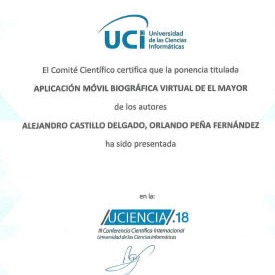 UCi Universidad
de las Ciencias
Informáticas
El Comité Científico certifica que la ponencia titulada
APLICACIÓN MÓVIL BIOGRÁFICA VIRTUAL DE EL MAYOR
de los autores
ALEJANDRO CASTILLO DELGADO, ORLANDO PEÑA FERNÁNDEZ
ha sido presentada
en la:
UCIENCIA.18
III Conferencia Científica Internacional
Universidad de las Ciencias Informáticas